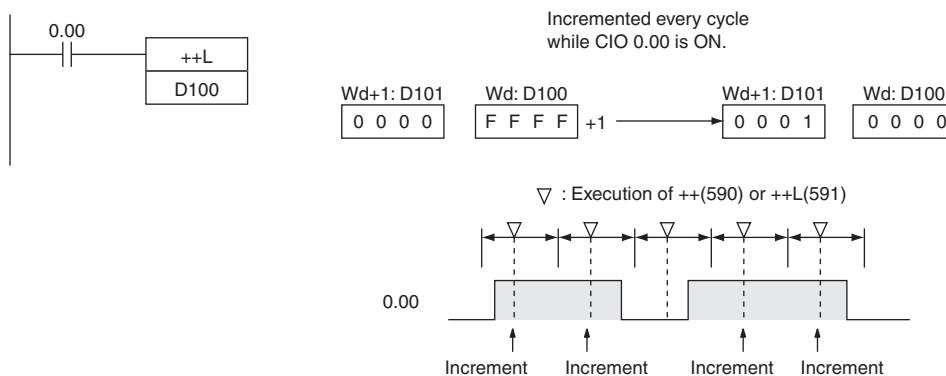 0.00
++L
D100
Incremented every cycle
while CIO 0.00 is ON.
Wd+1: D101 Wd: D100 Wd+1: D101 Wd: D100
0 0 0 0 F F F F +1 0 0 0 1 0 0 0 0
: Execution of ++(590) or ++L(591)
0.00
Increment Increment Increment Increment